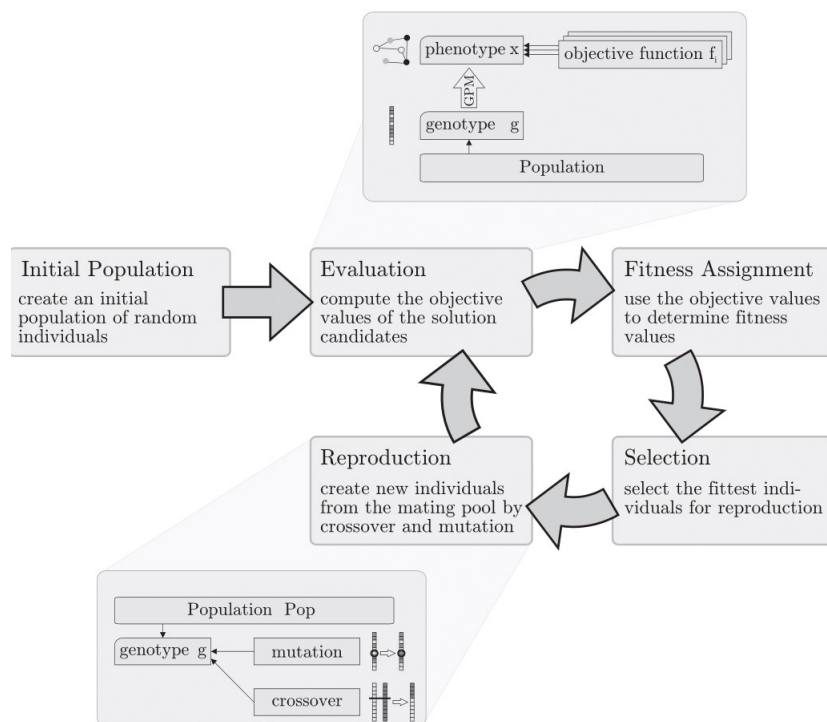 phenotype x
objective function fᵢ
GPM
genotype g
Population
Initial Population
create an initial
population of random
individuals
Evaluation
compute the objective
values of the solution
candidates
Fitness Assignment
use the objective values
to determine fitness
values
Reproduction
create new individuals
from the mating pool by
crossover and mutation
Selection
select the fittest indi-
viduals for reproduction
Population Pop
genotype g
mutation
crossover